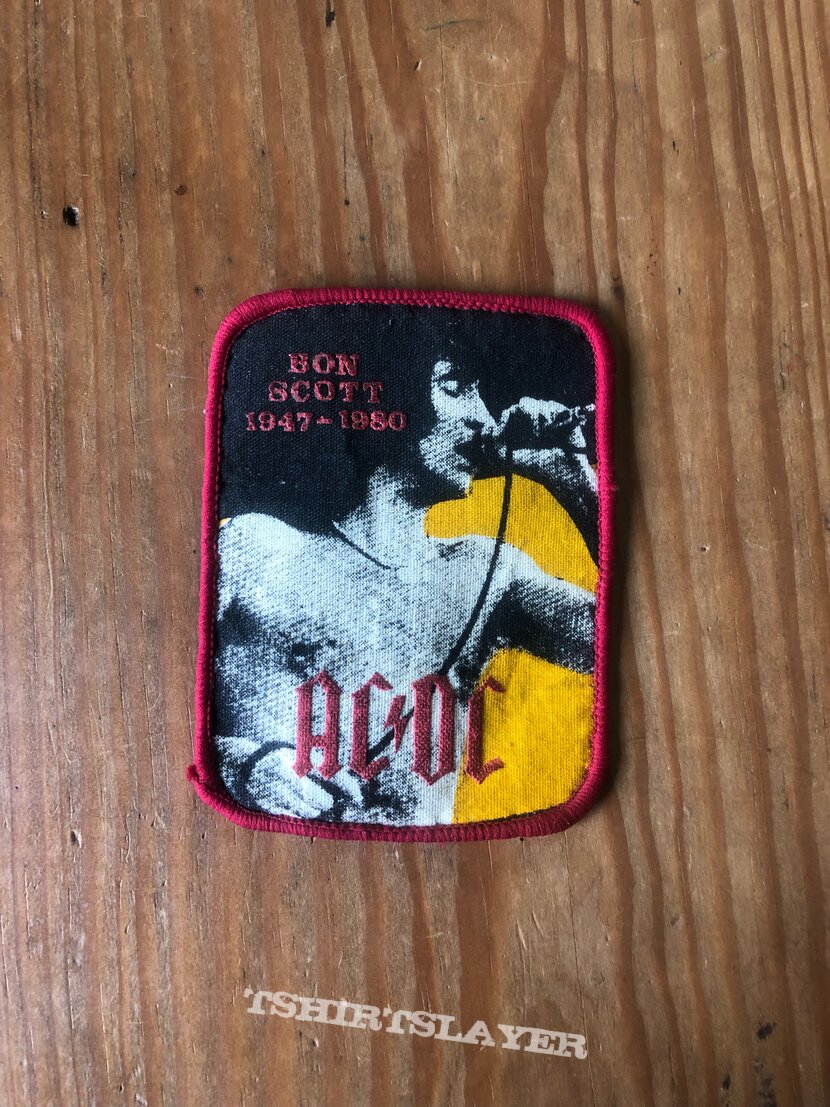 BON
SCOTT
1947-1980
AC⚡DC
TSHIRTSLAYER